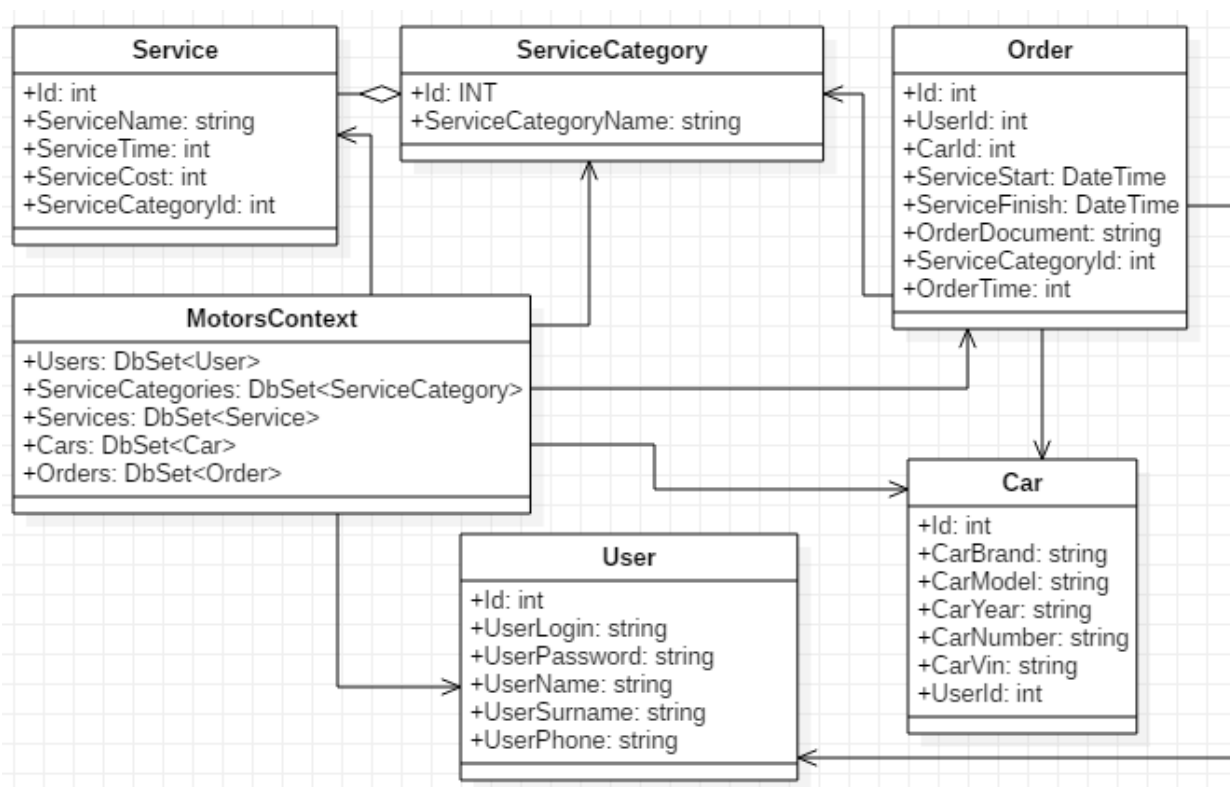 Service
+Id: int
+ServiceName: string
+ServiceTime: int
+ServiceCost: int
+ServiceCategoryId: int
ServiceCategory
+Id: INT
+ServiceCategoryName: string
Order
+Id: int
+UserId: int
+CarId: int
+ServiceStart: DateTime
+ServiceFinish: DateTime
+OrderDocument: string
+ServiceCategoryId: int
+OrderTime: int
MotorsContext
+Users: DbSet<User>
+ServiceCategories: DbSet<ServiceCategory>
+Services: DbSet<Service>
+Cars: DbSet<Car>
+Orders: DbSet<Order>
User
+Id: int
+UserLogin: string
+UserPassword: string
+UserName: string
+UserSurname: string
+UserPhone: string
Car
+Id: int
+CarBrand: string
+CarModel: string
+CarYear: string
+CarNumber: string
+CarVin: string
+UserId: int